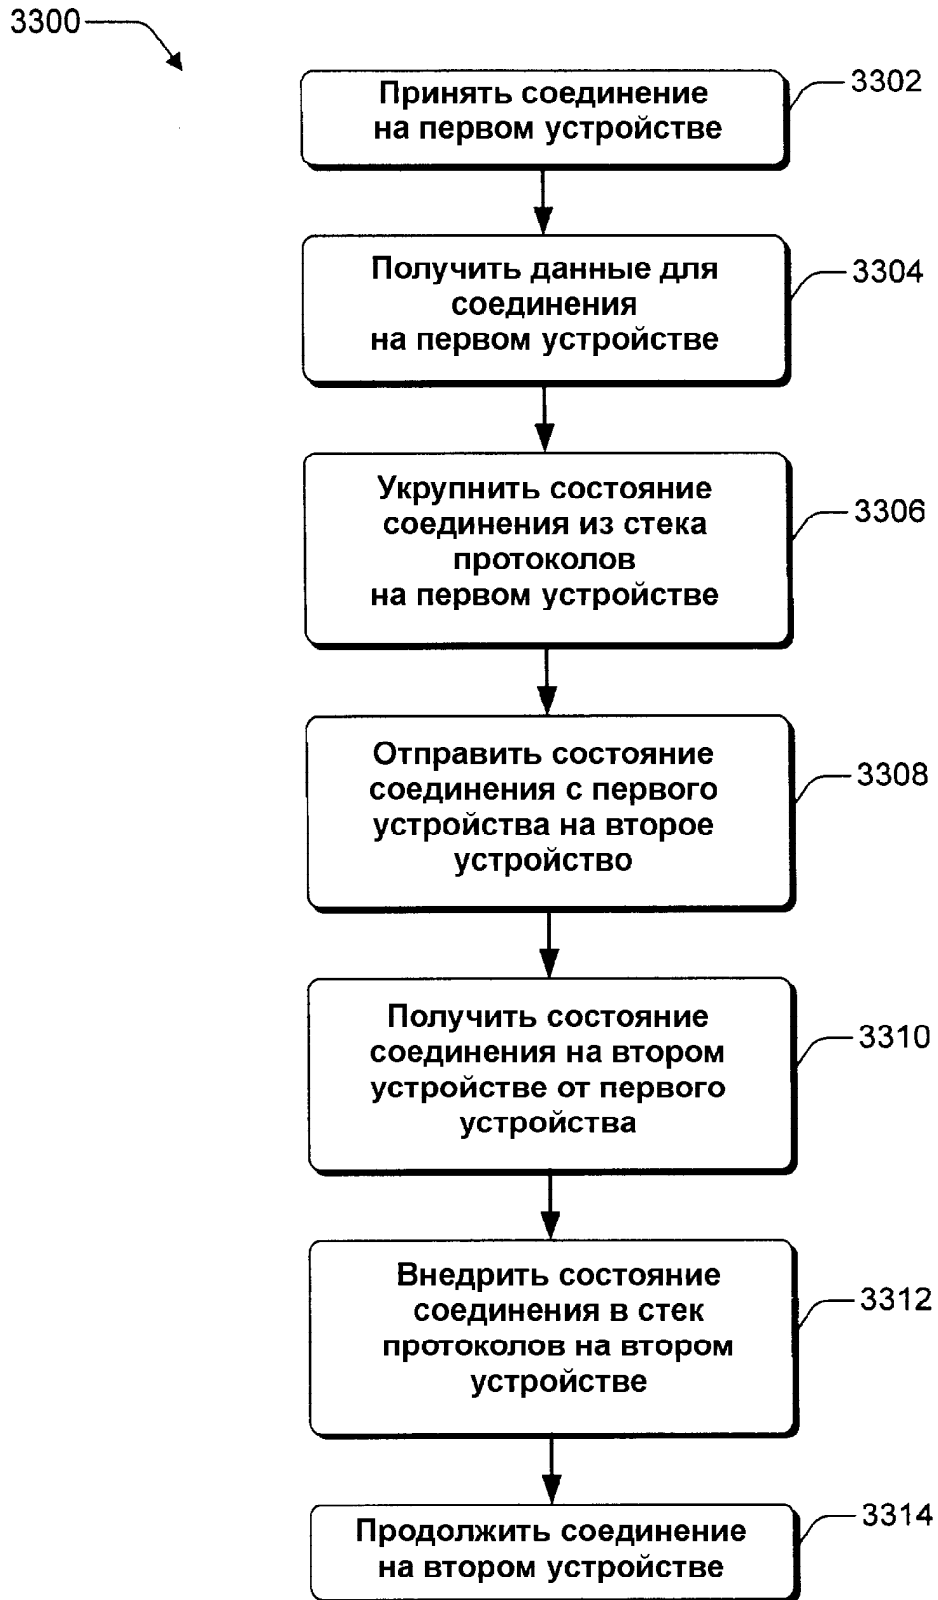 3300
Принять соединение
на первом устройстве
3302
Получить данные для
соединения
на первом устройстве
3304
Укрупнить состояние
соединения из стека
протоколов
на первом устройстве
3306
Отправить состояние
соединения с первого
устройства на второе
устройство
3308
Получить состояние
соединения на втором
устройстве от первого
устройства
3310
Внедрить состояние
соединения в стек
протоколов на втором
устройстве
3312
Продолжить соединение
на втором устройстве
3314